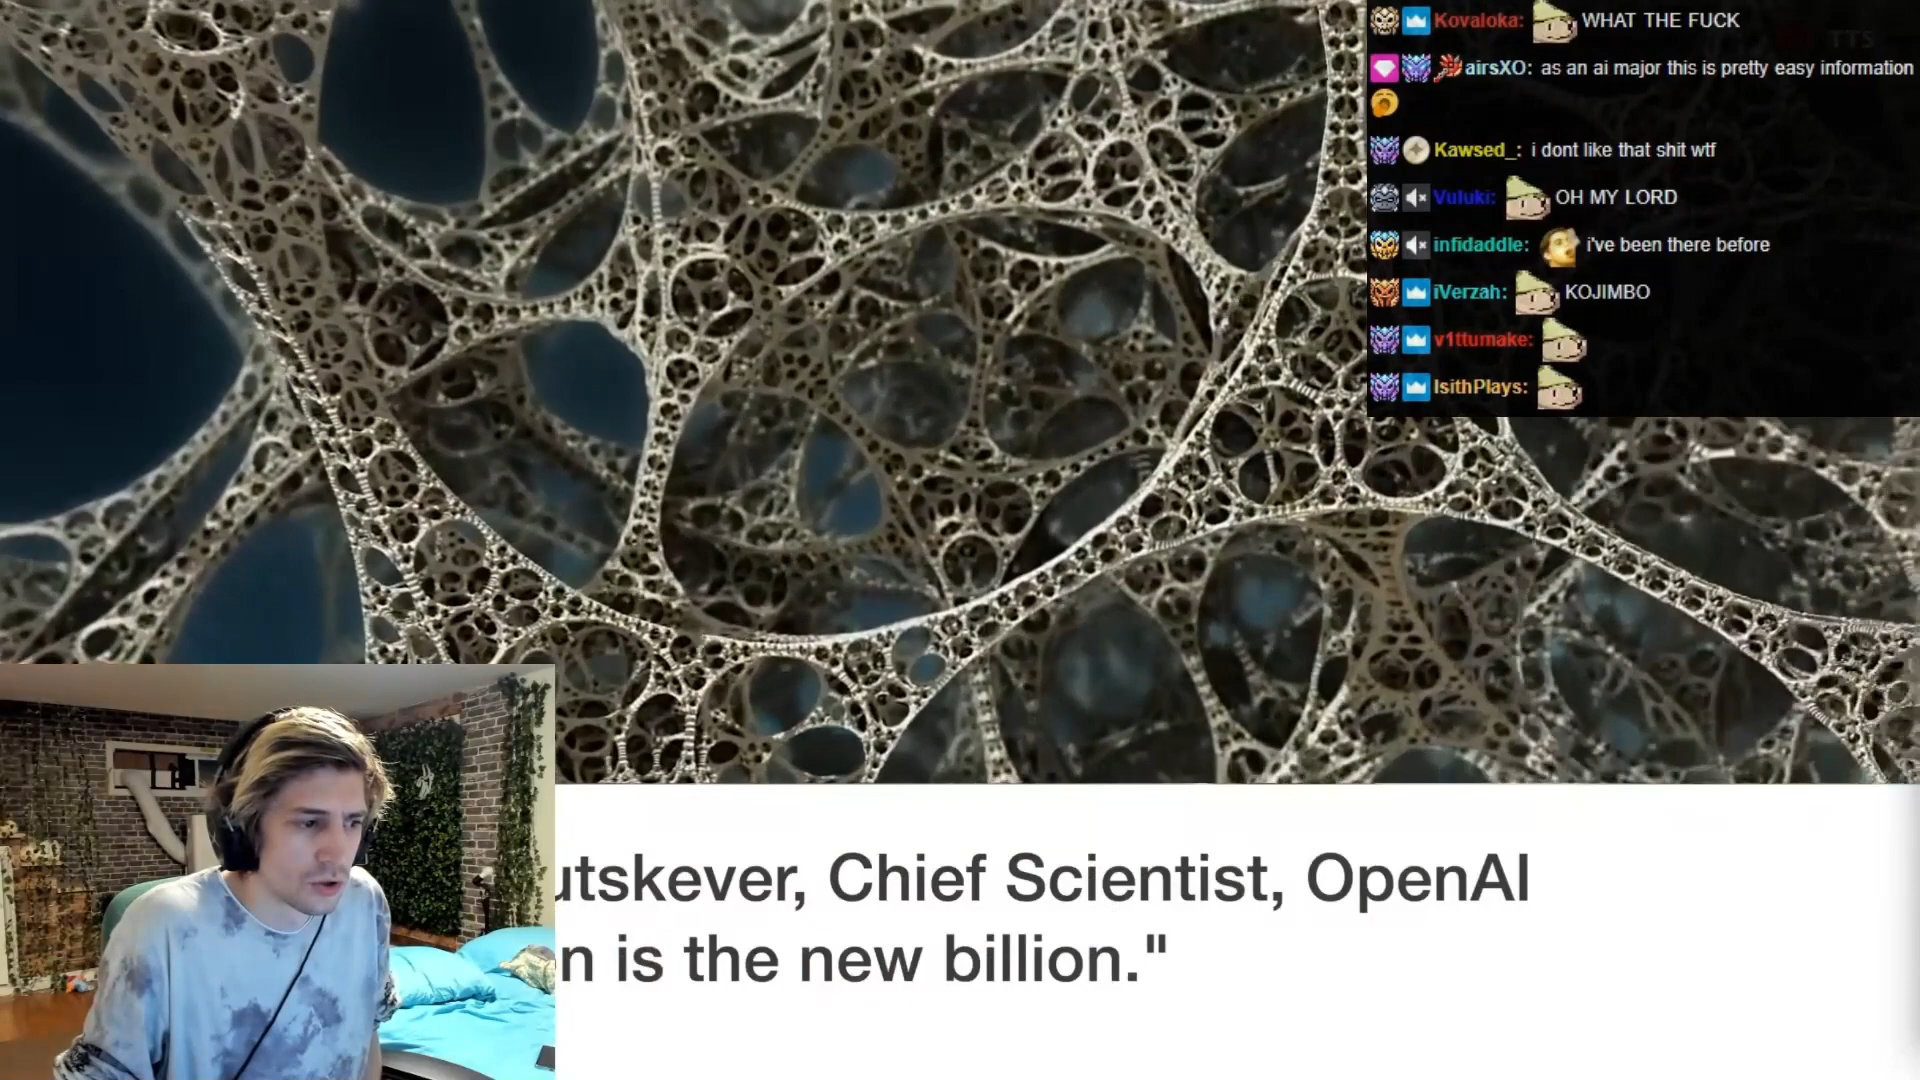 Kovaloka: WHAT THE FUCK
TTS
airsXO: as an ai major this is pretty easy information
Kawsed_: i dont like that shit wtf
Vuluki: OH MY LORD
infidaddle: i've been there before
iVerzah: KOJIMBO
v1ttumake:
IsithPlays:
utskever, Chief Scientist, OpenAI
n is the new billion."